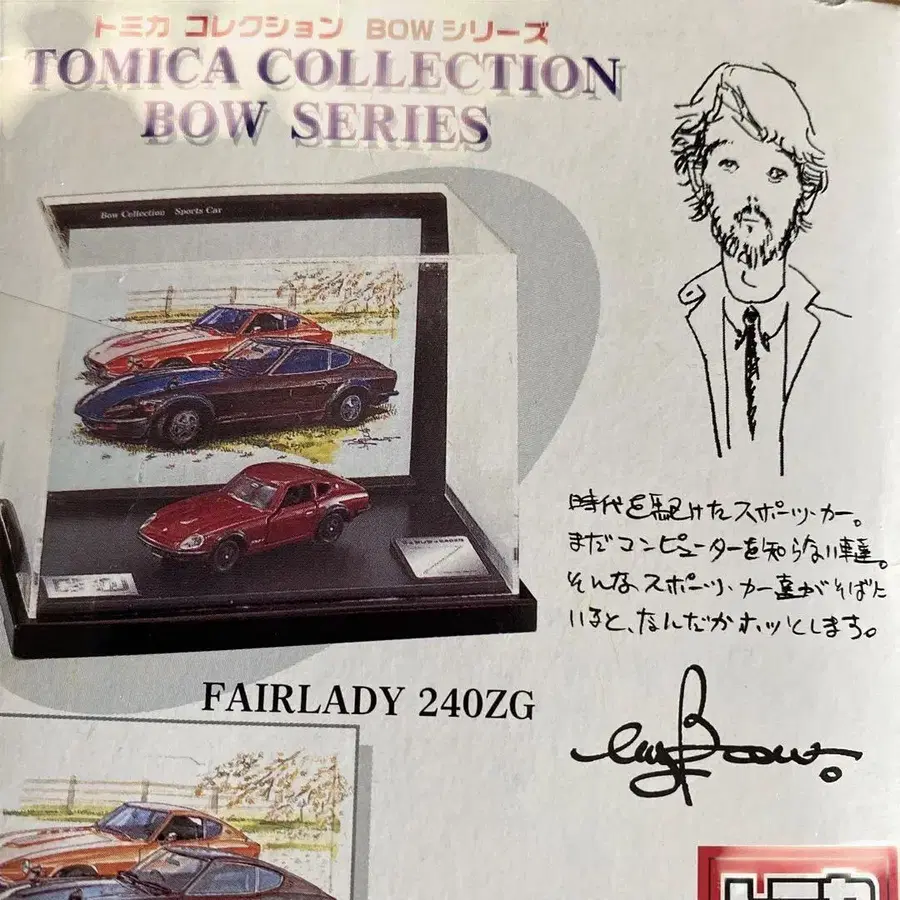 トミカ コレクション BOWシリーズ
TOMICA COLLECTION
BOW SERIES
Bow Collection Sports Car
時代を駆けたスポーツ・カー。
まだコンピューターを知らない車達。
そんなスポーツ・カー達がそばに
いると、なんだかホッとします。
FAIRLADY 240ZG
トミカ